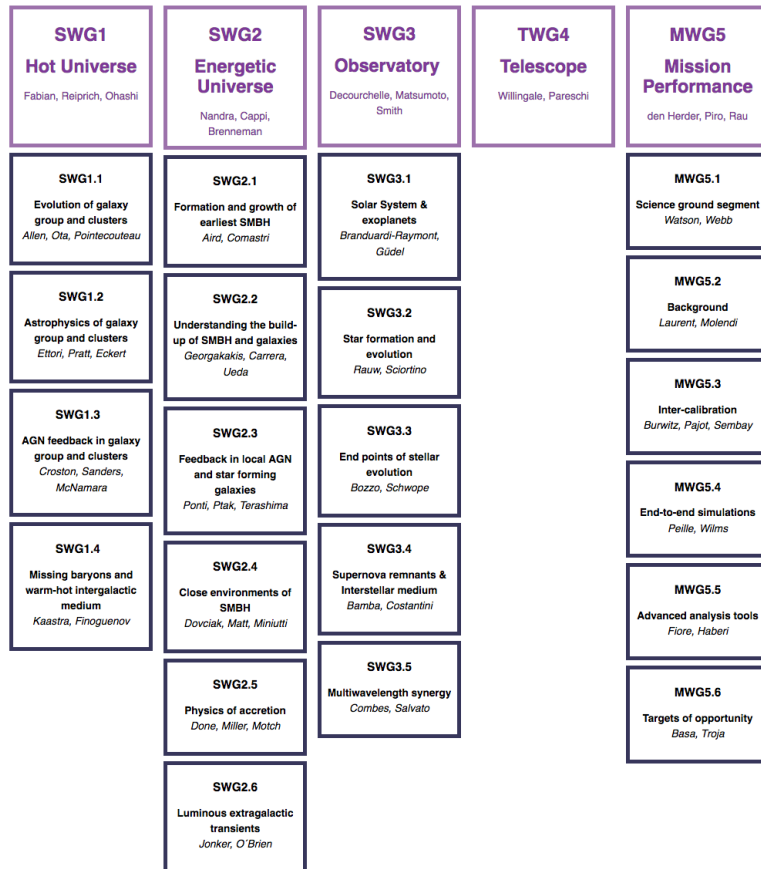 SWG1
Hot Universe
Fabian, Reiprich, Ohashi
SWG1.1
Evolution of galaxy
group and clusters
Allen, Ota, Pointecouteau
SWG1.2
Astrophysics of galaxy
group and clusters
Ettori, Pratt, Eckert
SWG1.3
AGN feedback in galaxy
group and clusters
Croston, Sanders,
McNamara
SWG1.4
Missing baryons and
warm-hot intergalactic
medium
Kaastra, Finoguenov
SWG2
Energetic
Universe
Nandra, Cappi,
Brenneman
SWG2.1
Formation and growth of
earliest SMBH
Aird, Comastri
SWG2.2
Understanding the build-
up of SMBH and galaxies
Georgakakis, Carrera,
Ueda
SWG2.3
Feedback in local AGN
and star forming
galaxies
Ponti, Ptak, Terashima
SWG2.4
Close environments of
SMBH
Dovciak, Matt, Miniutti
SWG2.5
Physics of accretion
Done, Miller, Motch
SWG2.6
Luminous extragalactic
transients
Jonker, O´Brien
SWG3
Observatory
Decourchelle, Matsumoto,
Smith
SWG3.1
Solar System &
exoplanets
Branduardi-Raymont,
Güdel
SWG3.2
Star formation and
evolution
Rauw, Sciortino
SWG3.3
End points of stellar
evolution
Bozzo, Schwope
SWG3.4
Supernova remnants &
Interstellar medium
Bamba, Costantini
SWG3.5
Multiwavelength synergy
Combes, Salvato
TWG4
Telescope
Willingale, Pareschi
MWG5
Mission
Performance
den Herder, Piro, Rau
MWG5.1
Science ground segment
Watson, Webb
MWG5.2
Background
Laurent, Molendi
MWG5.3
Inter-calibration
Burwitz, Pajot, Sembay
MWG5.4
End-to-end simulations
Peille, Wilms
MWG5.5
Advanced analysis tools
Fiore, Haberl
MWG5.6
Targets of opportunity
Basa, Troja